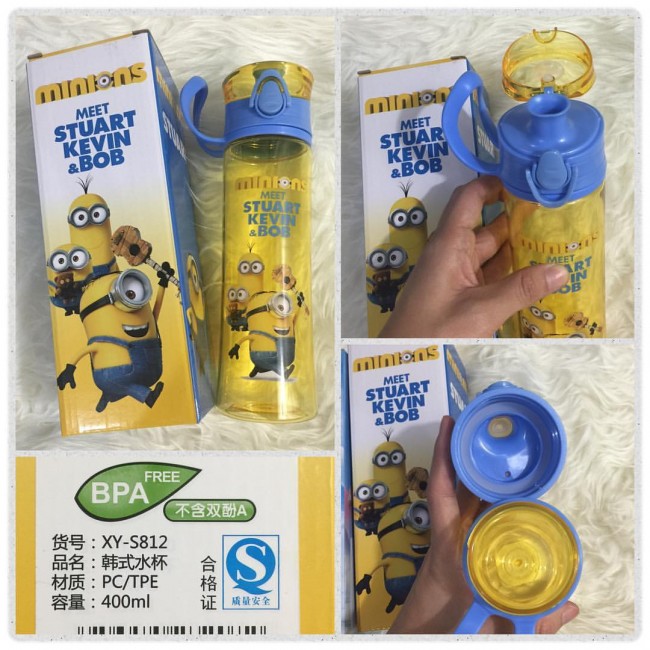 minions
MEET
STUART
KEVIN
&BOB
minions
MEET
STUART
KEVIN
&BOB
minions
MEET
STUART
KEVIN
&BOB
minions
MEET
minions
MEET
STUART
KEVIN
&BOB
BPA FREE
不含双酚A
货号：XY-S812
品名：韩式水杯
材质：PC/TPE
容量：400ml
合格证
质量安全